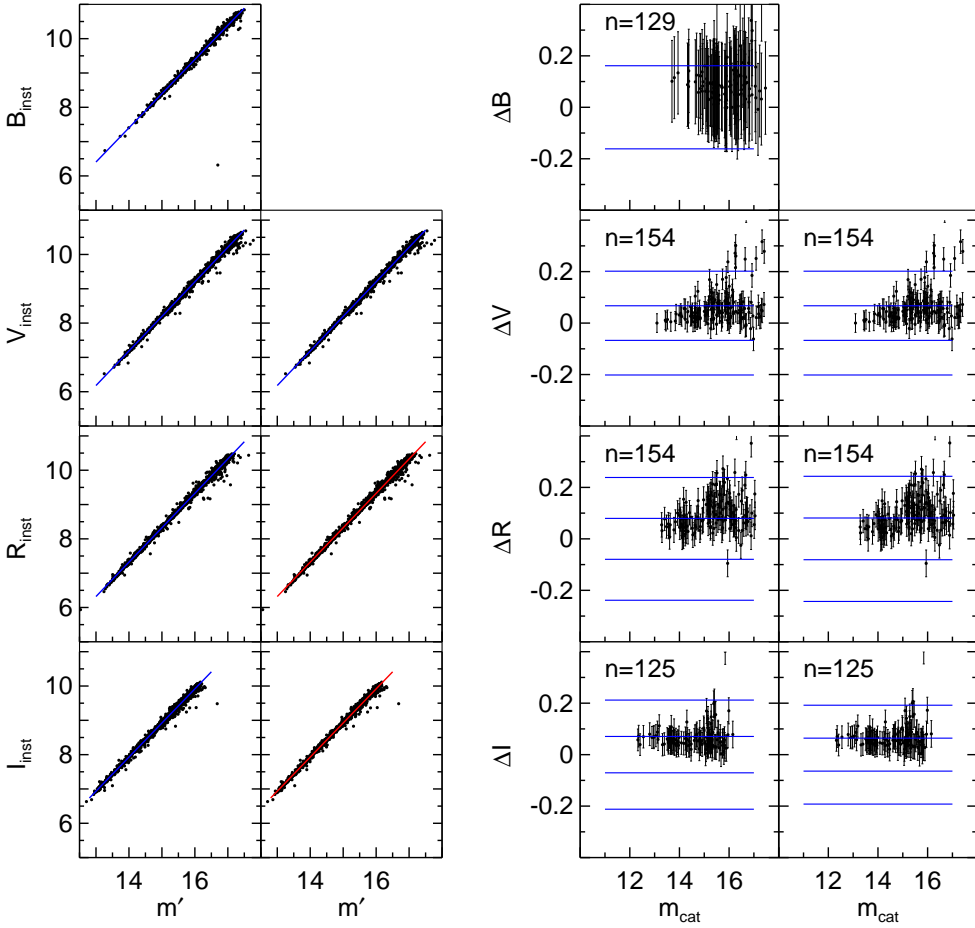 10
8
6
B_inst
n=129
0.2
0
-0.2
ΔB
10
8
6
V_inst
n=154
n=154
0.2
0
-0.2
ΔV
10
8
6
R_inst
n=154
n=154
0.2
0
-0.2
ΔR
10
8
6
I_inst
n=125
n=125
0.2
0
-0.2
ΔI
14 16 14 16
m′ m′
12 14 16 12 14 16
m_cat m_cat